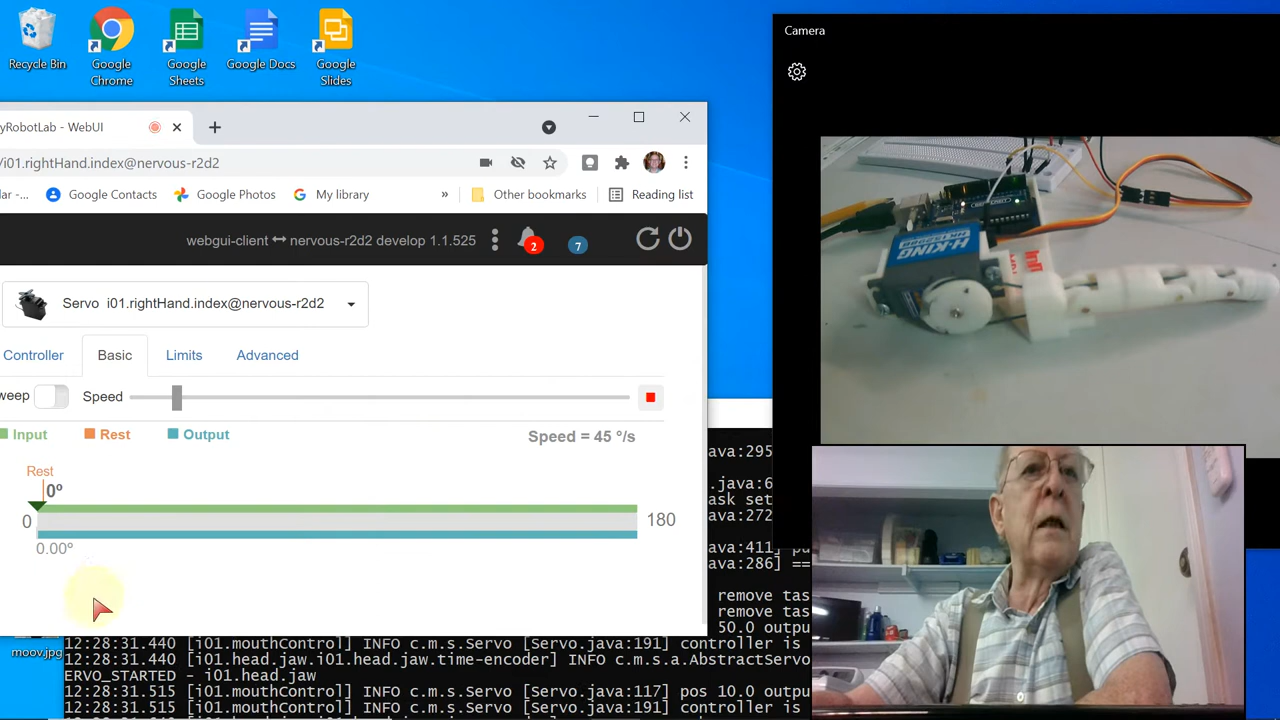 Recycle Bin
Google Chrome
Google Sheets
Google Docs
Google Slides
Camera
yRobotLab - WebUI
/i01.rightHand.index@nervous-r2d2
ar -...
Google Contacts
Google Photos
My library
»
Other bookmarks
Reading list
webgui-client ↔ nervous-r2d2 develop 1.1.525
2
7
Servo i01.rightHand.index@nervous-r2d2
Controller
Basic
Limits
Advanced
weep
Speed
Input
Rest
Output
Speed = 45 °/s
Rest
0º
0
180
0.00º
H-KING
ava:295
.java:6
ask set
ava:272
ava:411] p
ava:286] ==
remove tas
remove tas
50.0 outpu
moov.jpg
12:28:31.440 [i01.mouthControl] INFO c.m.s.Servo [Servo.java:191] controller is
12:28:31.440 [i01.head.jaw.i01.head.jaw.time-encoder] INFO c.m.s.a.AbstractServo
ERVO_STARTED - i01.head.jaw
12:28:31.515 [i01.mouthControl] INFO c.m.s.Servo [Servo.java:117] pos 10.0 outpu
12:28:31.515 [i01.mouthControl] INFO c.m.s.Servo [Servo.java:191] controller is